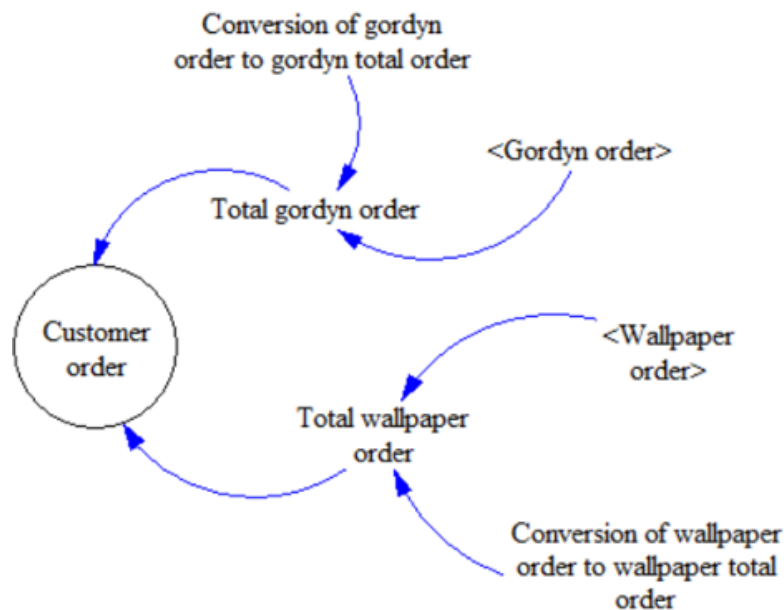 Conversion of gordyn
order to gordyn total order
<Gordyn order>
Total gordyn order
Customer
order
<Wallpaper
order>
Total wallpaper
order
Conversion of wallpaper
order to wallpaper total
order